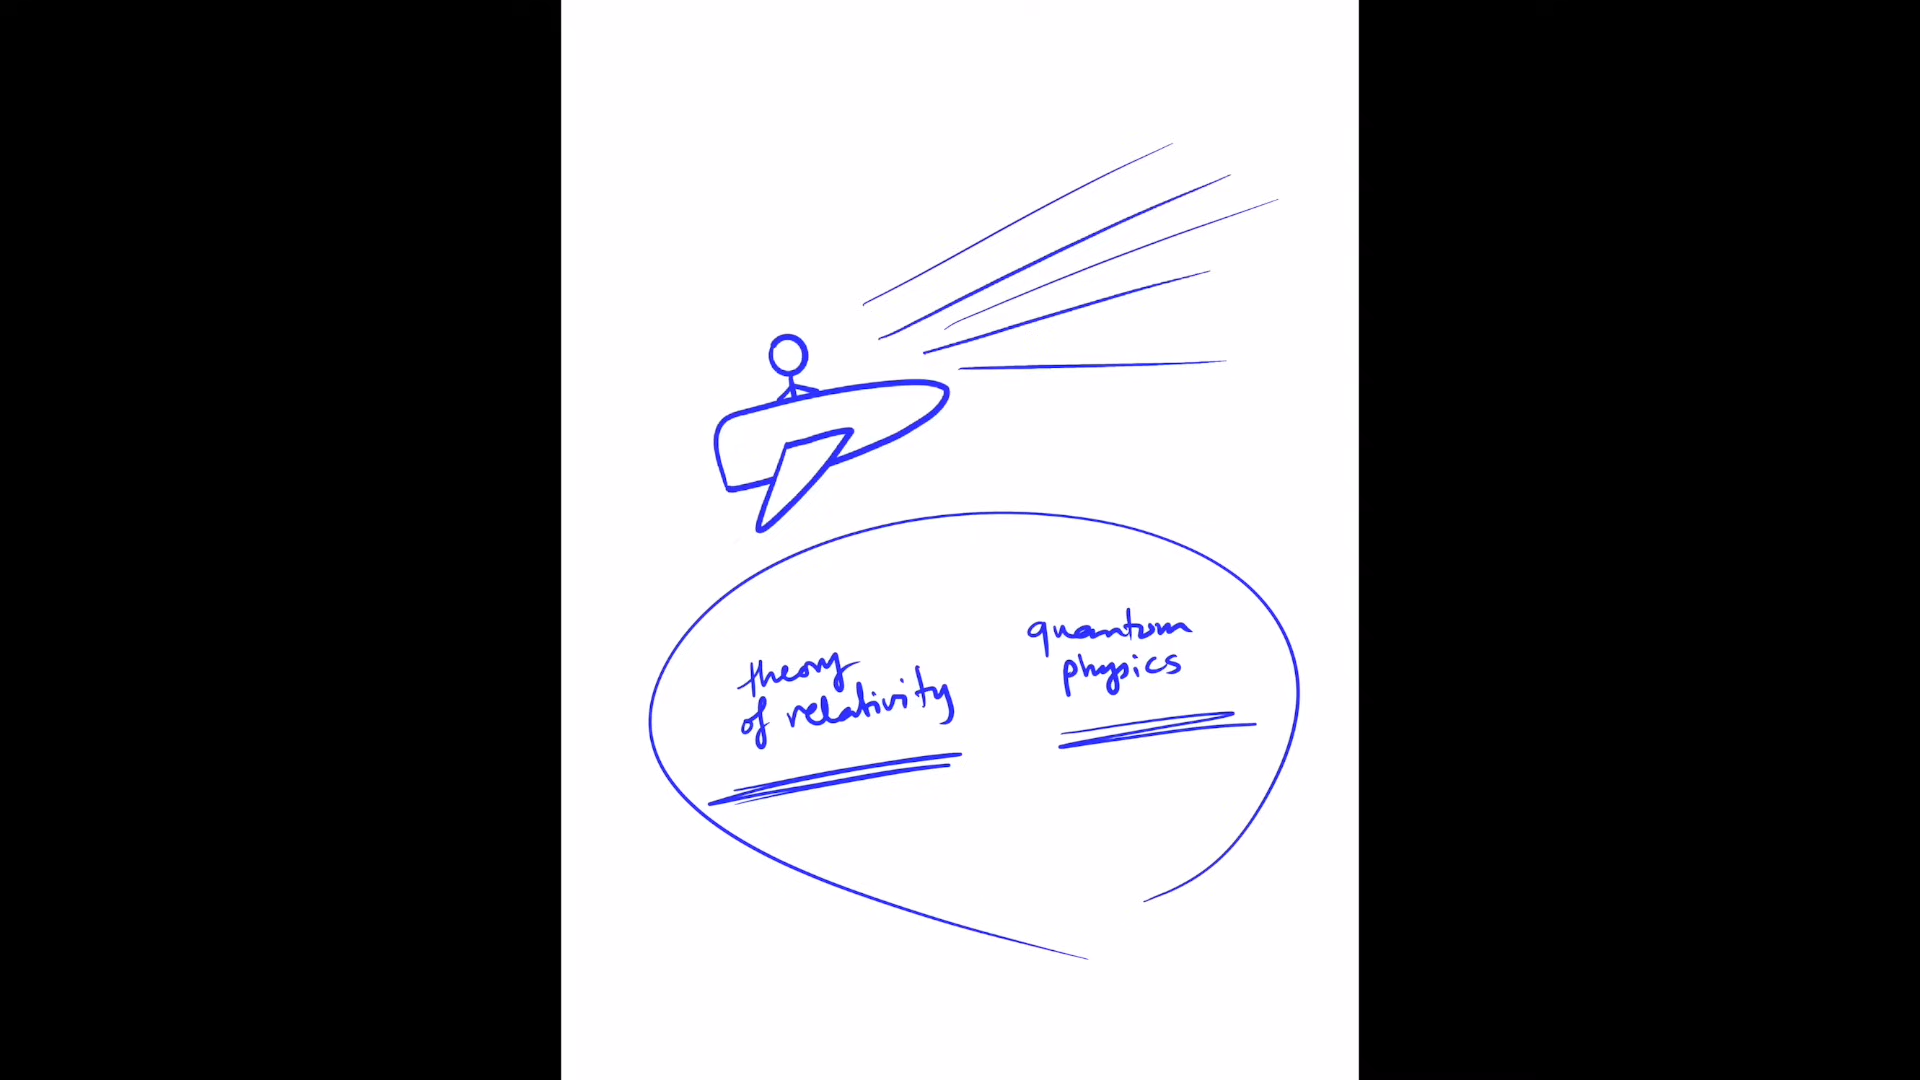 theory
of relativity
quantum
physics